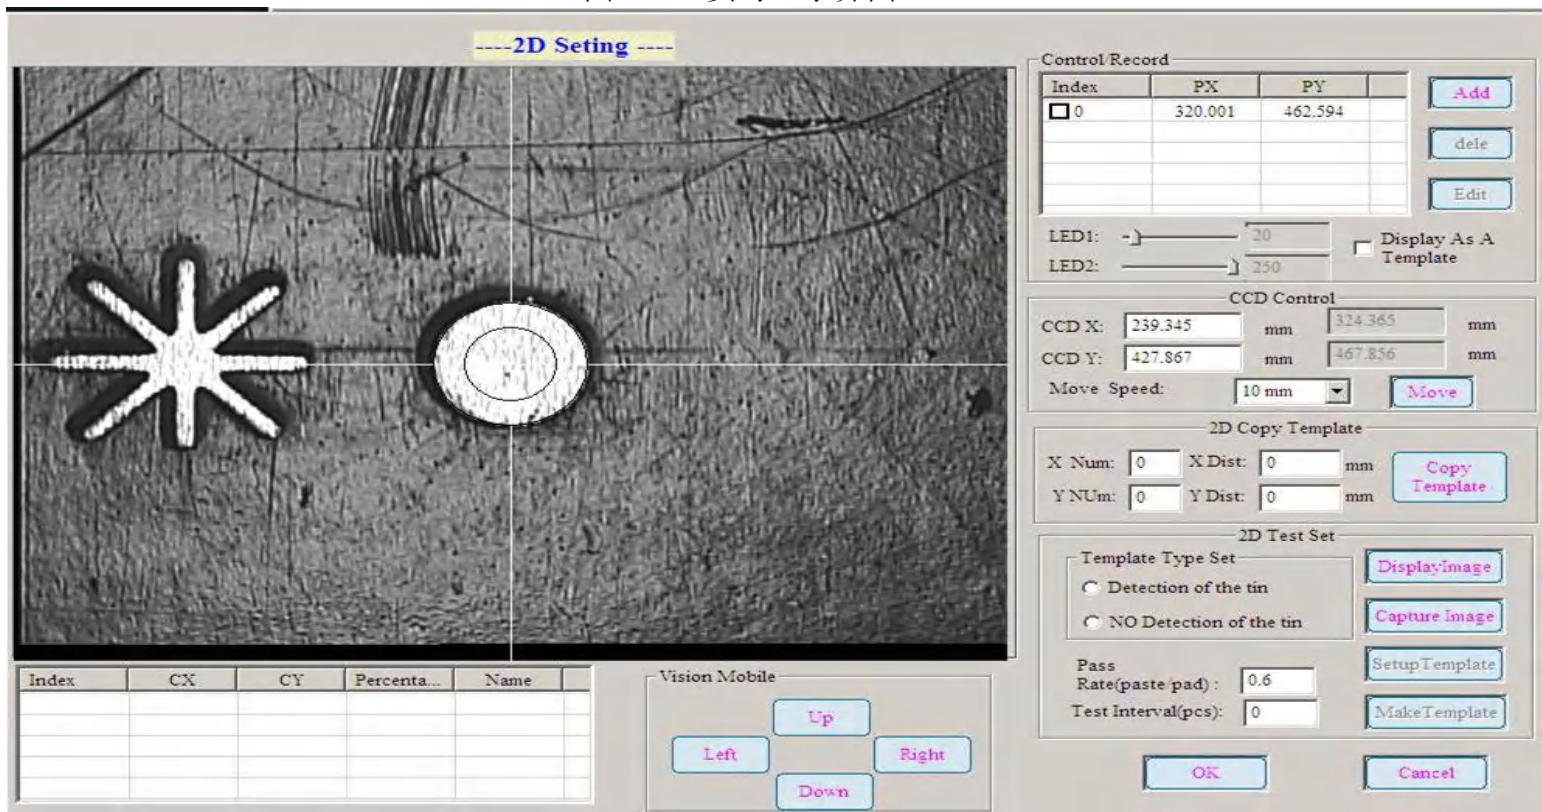 ----2D Seting ----
Control/Record
Index PX PY
0 320.001 462.594
Add
dele
Edit
LED1: 20
LED2: 250
Display As A
Template
CCD Control
CCD X: 239.345 mm 324.365 mm
CCD Y: 427.867 mm 467.856 mm
Move Speed: 10 mm Move
2D Copy Template
X Num: 0 X Dist: 0 mm
Y NUm: 0 Y Dist: 0 mm
Copy
Template
2D Test Set
Template Type Set
Detection of the tin
NO Detection of the tin
DisplayImage
Capture Image
SetupTemplate
MakeTemplate
Pass
Rate(paste/pad) : 0.6
Test Interval(pcs): 0
OK
Cancel
Index CX CY Percenta... Name
Vision Mobile
Up
Left
Right
Down